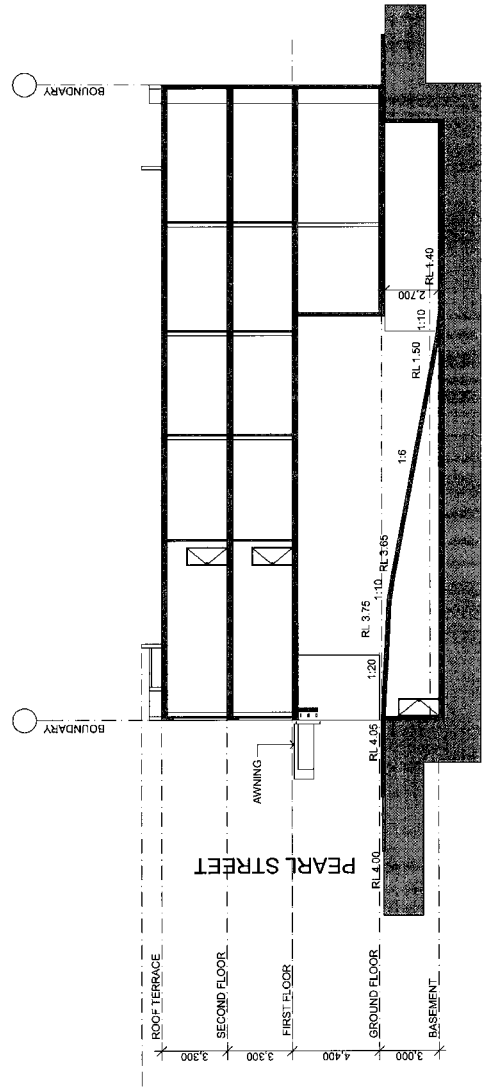 BOUNDARY
BOUNDARY
ROOF TERRACE
SECOND FLOOR
FIRST FLOOR
GROUND FLOOR
BASEMENT
3,300
3,300
4,400
3,000
AWNING
PEARL STREET
RL 4.00
RL 4.05
1:20
RL 3.75
1:10
RL 3.65
1:6
RL 1.50
1:10
2,700
RL 1.40